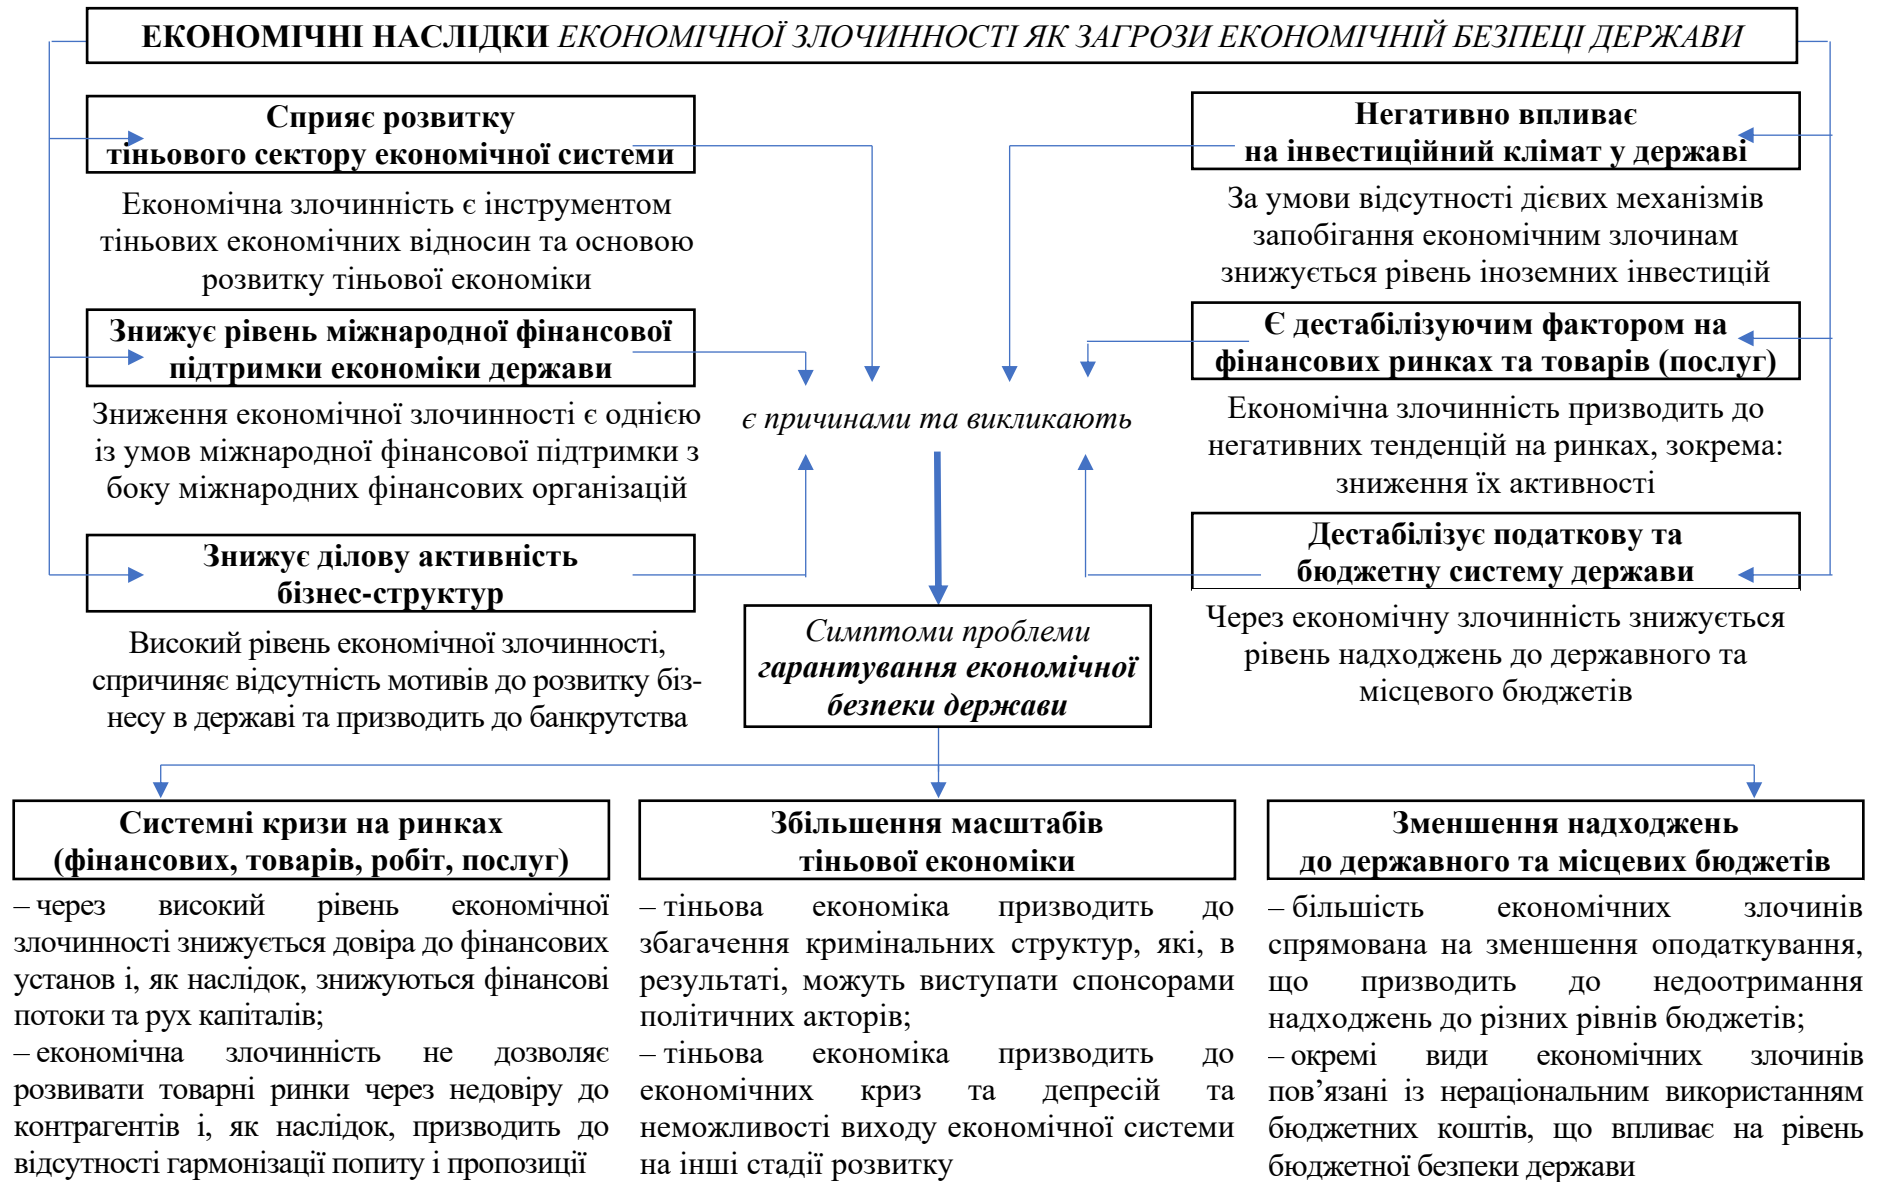 ЕКОНОМІЧНІ НАСЛІДКИ ЕКОНОМІЧНОЇ ЗЛОЧИННОСТІ ЯК ЗАГРОЗИ ЕКОНОМІЧНІЙ БЕЗПЕЦІ ДЕРЖАВИ
Сприяє розвитку
тіньового сектору економічної системи
Економічна злочинність є інструментом
тіньових економічних відносин та основою
розвитку тіньової економіки
Знижує рівень міжнародної фінансової
підтримки економіки держави
Зниження економічної злочинності є однією
із умов міжнародної фінансової підтримки з
боку міжнародних фінансових організацій
Знижує ділову активність
бізнес-структур
Високий рівень економічної злочинності,
спричиняє відсутність мотивів до розвитку біз-
несу в державі та призводить до банкрутства
Негативно впливає
на інвестиційний клімат у державі
За умови відсутності дієвих механізмів
запобігання економічним злочинам
знижується рівень іноземних інвестицій
Є дестабілізуючим фактором на
фінансових ринках та товарів (послуг)
Економічна злочинність призводить до
негативних тенденцій на ринках, зокрема:
зниження їх активності
Дестабілізує податкову та
бюджетну систему держави
Через економічну злочинність знижується
рівень надходжень до державного та
місцевого бюджетів
є причинами та викликають
Симптоми проблеми
гарантування економічної
безпеки держави
Системні кризи на ринках
(фінансових, товарів, робіт, послуг)
– через високий рівень економічної
злочинності знижується довіра до фінансових
установ і, як наслідок, знижуються фінансові
потоки та рух капіталів;
– економічна злочинність не дозволяє
розвивати товарні ринки через недовіру до
контрагентів і, як наслідок, призводить до
відсутності гармонізації попиту і пропозиції
Збільшення масштабів
тіньової економіки
– тіньова економіка призводить до
збагачення кримінальних структур, які, в
результаті, можуть виступати спонсорами
політичних акторів;
– тіньова економіка призводить до
економічних криз та депресій та
неможливості виходу економічної системи
на інші стадії розвитку
Зменшення надходжень
до державного та місцевих бюджетів
– більшість економічних злочинів
спрямована на зменшення оподаткування,
що призводить до недоотримання
надходжень до різних рівнів бюджетів;
– окремі види економічних злочинів
пов’язані із нераціональним використанням
бюджетних коштів, що впливає на рівень
бюджетної безпеки держави